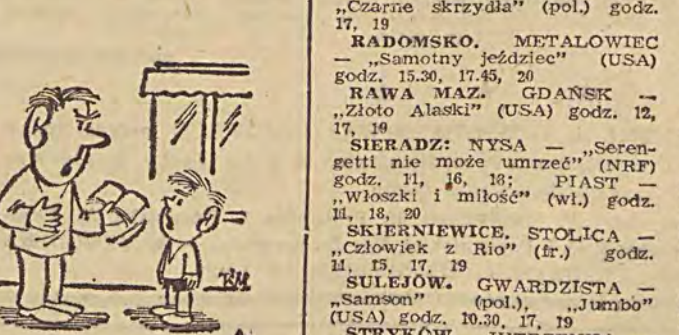 „Czarne skrzydła” (pol.) godz.
17, 19
RADOMSKO. METALOWIEC
— „Samotny jeździec” (USA)
godz. 15.30, 17.45, 20
RAWA MAZ. GDAŃSK —
„Złoto Alaski” (USA) godz. 12,
17, 19
SIERADZ: NYSA — „Seren-
getti nie może umrzeć” (NRF)
godz. 11, 16, 18; PIAST —
„Włoszki i miłość” (wł.) godz.
11, 18, 20
SKIERNIEWICE. STOLICA —
„Człowiek z Rio” (fr.) godz.
11, 15, 17, 19
SULEJÓW. GWARDZISTA —
„Samson” (pol.), „Jumbo”
(USA) godz. 10.30, 17, 19
STRYKÓW.